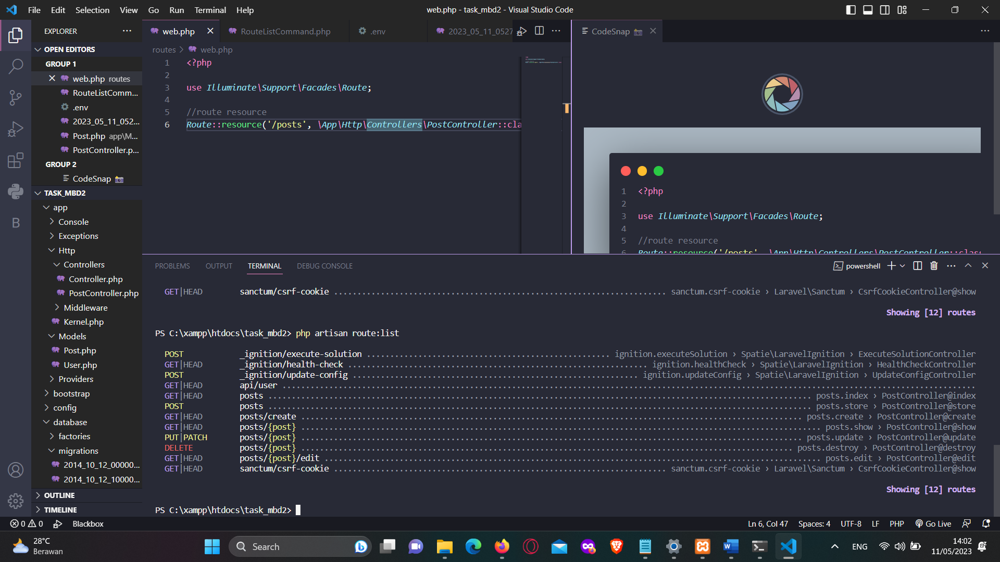 File Edit Selection View Go Run Terminal Help
web.php - task_mbd2 - Visual Studio Code
EXPLORER
OPEN EDITORS
GROUP 1
web.php routes
RouteListComm...
.env
2023_05_11_052...
Post.php app\M...
PostController.p...
GROUP 2
CodeSnap
TASK_MBD2
app
Console
Exceptions
Http
Controllers
Controller.php
PostController.php
Middleware
Kernel.php
Models
Post.php
User.php
Providers
bootstrap
config
database
factories
migrations
2014_10_12_00000...
2014_10_12_10000...
OUTLINE
TIMELINE
web.php
RouteListCommand.php
.env
2023_05_11_0527
routes > web.php
1 <?php
2
3 use Illuminate\Support\Facades\Route;
4
5 //route resource
6 Route::resource('/posts', \App\Http\Controllers\PostController::cla
CodeSnap
1 <?php
2
3 use Illuminate\Support\Facades\Route;
4
5 //route resource
6 Route::resource('/posts', \App\Http\Controllers\PostController::class
PROBLEMS OUTPUT TERMINAL DEBUG CONSOLE
powershell
GET|HEAD sanctum/csrf-cookie ........ sanctum.csrf-cookie › Laravel\Sanctum › CsrfCookieController@show
Showing [12] routes
PS C:\xampp\htdocs\task_mbd2> php artisan route:list
POST _ignition/execute-solution ........ ignition.executeSolution › Spatie\LaravelIgnition › ExecuteSolutionController
GET|HEAD _ignition/health-check ........ ignition.healthCheck › Spatie\LaravelIgnition › HealthCheckController
POST _ignition/update-config ........ ignition.updateConfig › Spatie\LaravelIgnition › UpdateConfigController
GET|HEAD api/user ........
GET|HEAD posts ........ posts.index › PostController@index
POST posts ........ posts.store › PostController@store
GET|HEAD posts/create ........ posts.create › PostController@create
GET|HEAD posts/{post} ........ posts.show › PostController@show
PUT|PATCH posts/{post} ........ posts.update › PostController@update
DELETE posts/{post} ........ posts.destroy › PostController@destroy
GET|HEAD posts/{post}/edit ........ posts.edit › PostController@edit
GET|HEAD sanctum/csrf-cookie ........ sanctum.csrf-cookie › Laravel\Sanctum › CsrfCookieController@show
Showing [12] routes
PS C:\xampp\htdocs\task_mbd2>
0 0 Blackbox
Ln 6, Col 47 Spaces: 4 UTF-8 LF PHP Go Live
28°C
Berawan
Search
ENG
14:02
11/05/2023